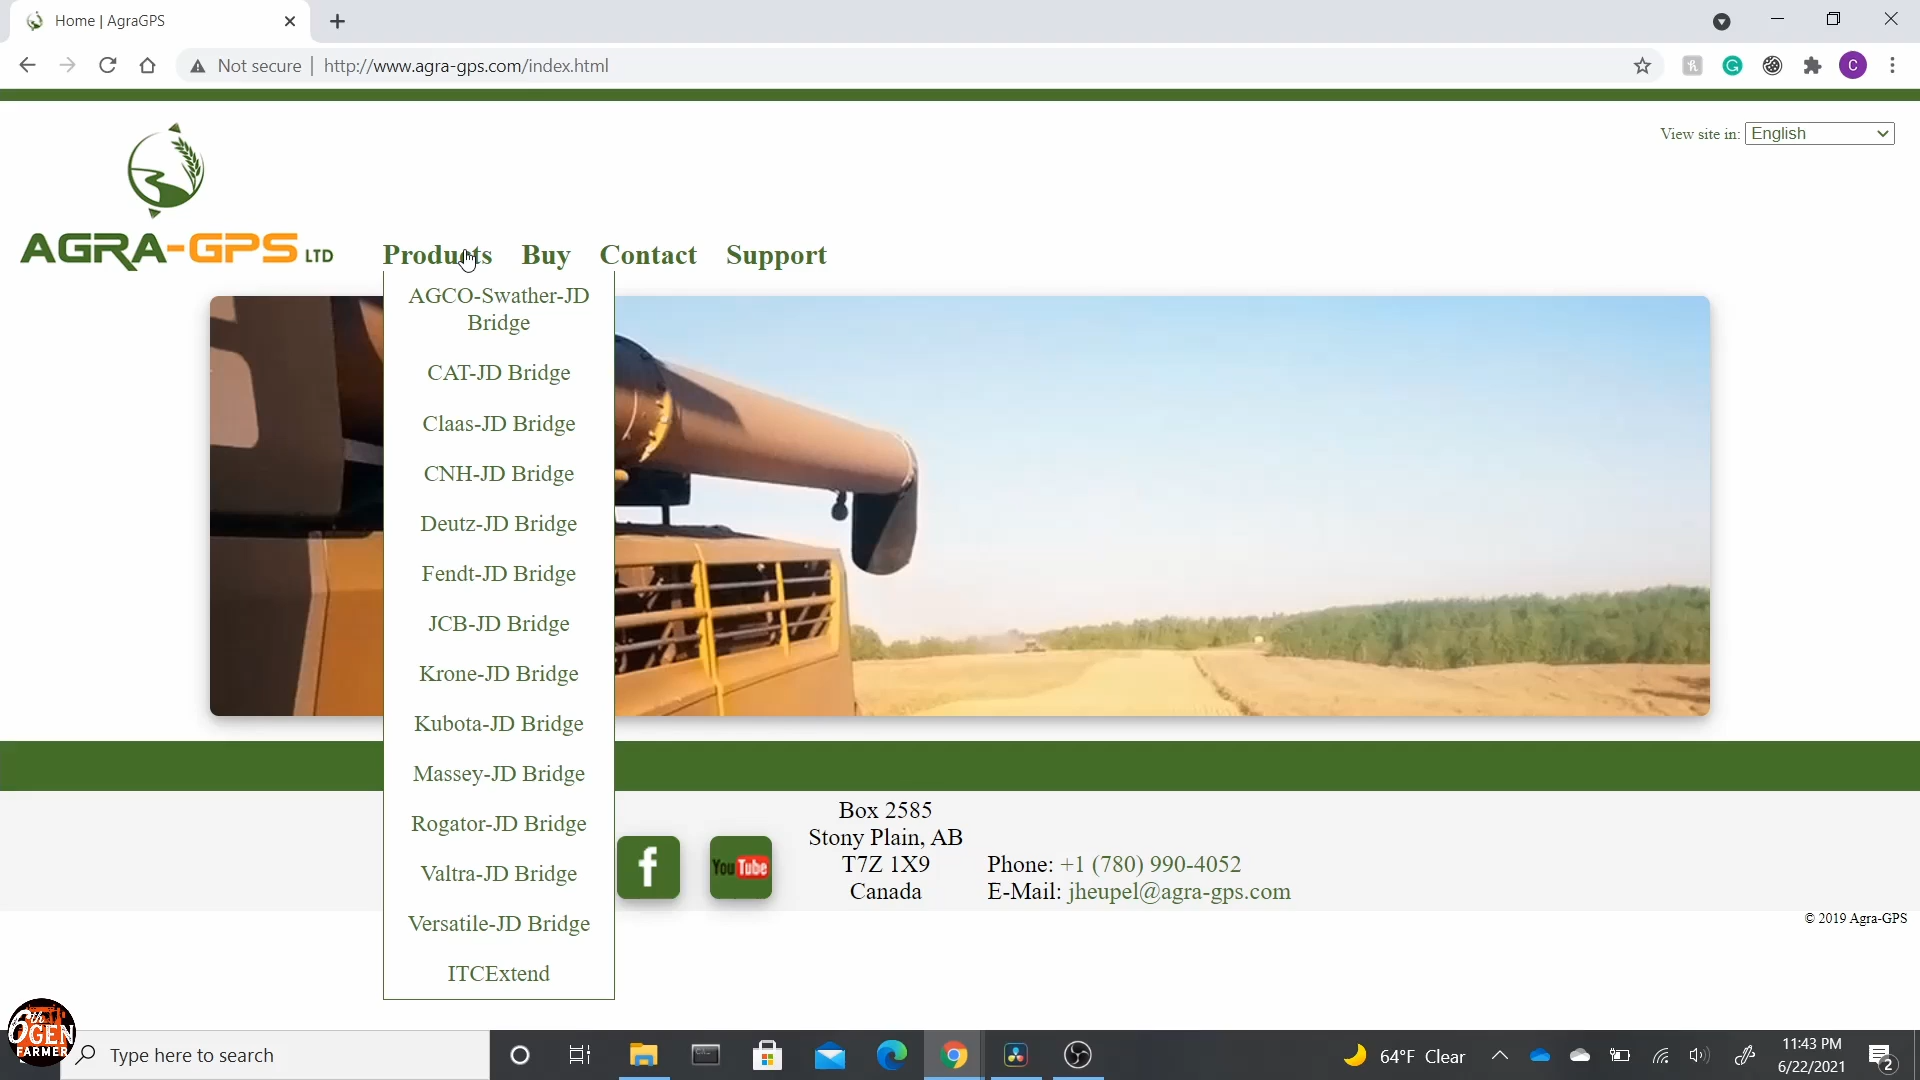 Home | AgraGPS
Not secure | http://www.agra-gps.com/index.html
C
View site in: English
AGRA-GPS LTD
Products Buy Contact Support
AGCO-Swather-JD
Bridge
CAT-JD Bridge
Claas-JD Bridge
CNH-JD Bridge
Deutz-JD Bridge
Fendt-JD Bridge
JCB-JD Bridge
Krone-JD Bridge
Kubota-JD Bridge
Massey-JD Bridge
Rogator-JD Bridge
Valtra-JD Bridge
Versatile-JD Bridge
ITCExtend
f
YouTube
Box 2585
Stony Plain, AB
T7Z 1X9
Canada
Phone: +1 (780) 990-4052
E-Mail: jheupel@agra-gps.com
© 2019 Agra-GPS
6th
GEN
FARMER
Type here to search
64°F Clear
11:43 PM
6/22/2021
2